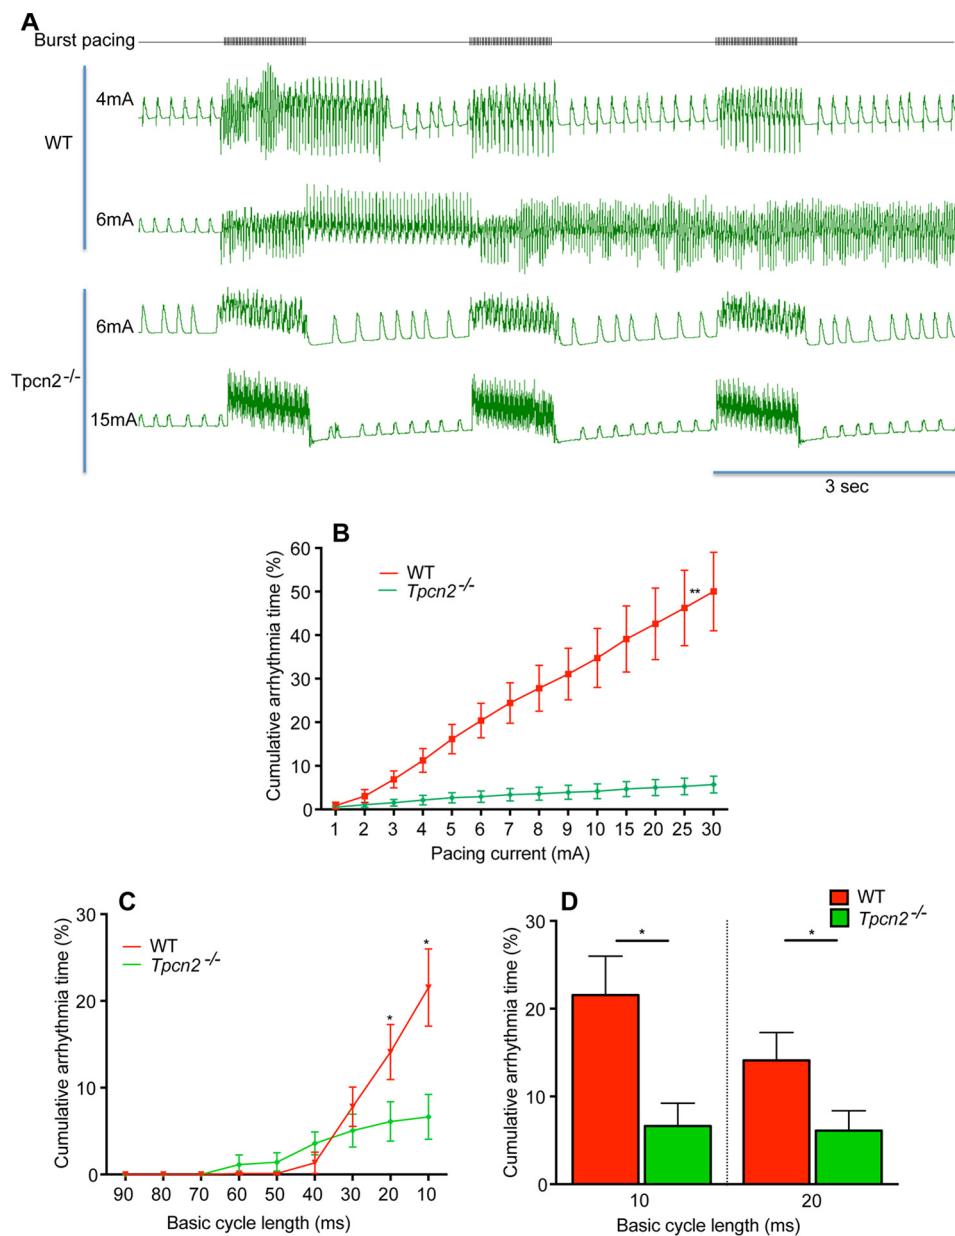 A
Burst pacing
4mA
WT
6mA
6mA
Tpcn2-/-
15mA
3 sec
B
Cumulative arrhythmia time (%)
60
50
40
30
20
10
0
WT
Tpcn2-/-
**
1 2 3 4 5 6 7 8 9 10 15 20 25 30
Pacing current (mA)
C
Cumulative arrhythmia time (%)
30
20
10
0
WT
Tpcn2-/-
*
*
90 80 70 60 50 40 30 20 10
Basic cycle length (ms)
D
WT
Tpcn2-/-
Cumulative arrhythmia time (%)
30
20
10
0
*
*
10 20
Basic cycle length (ms)